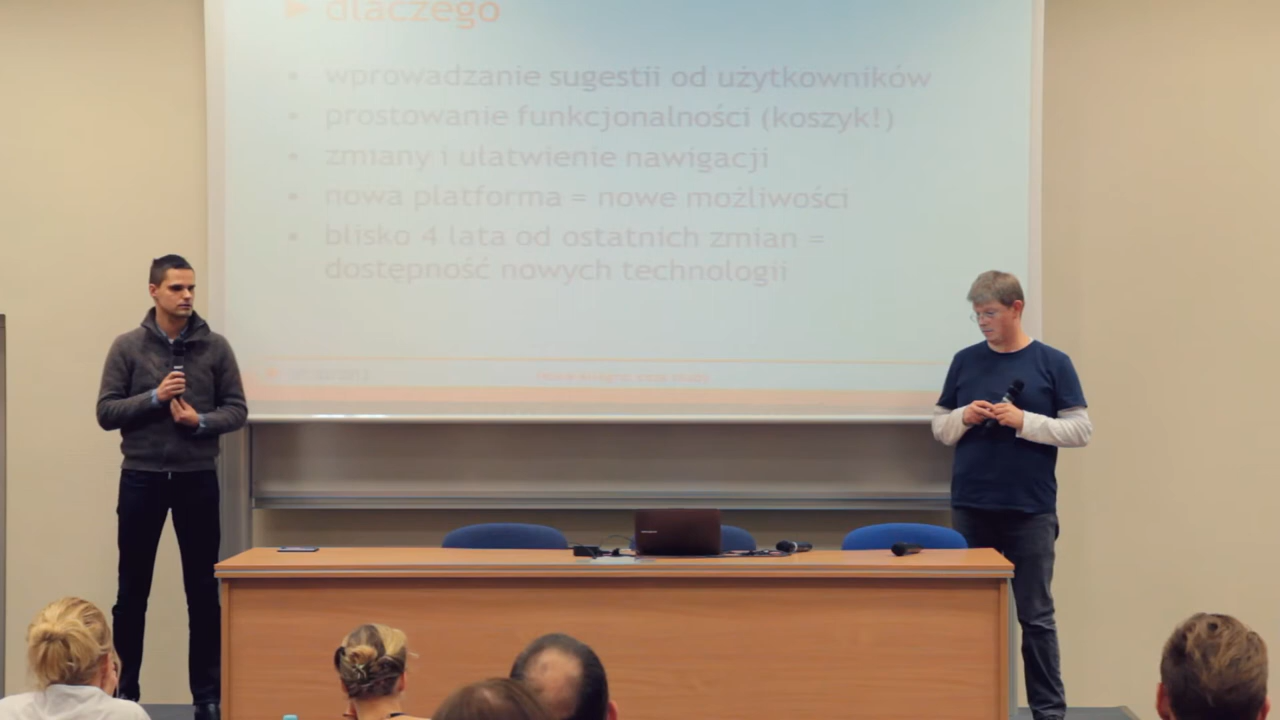 dlaczego
• wprowadzanie sugestii od użytkowników
• prostowanie funkcjonalności (koszyk!)
• zmiany i ułatwienie nawigacji
• nowa platforma = nowe możliwości
• blisko 4 lata od ostatnich zmian =
dostępność nowych technologii